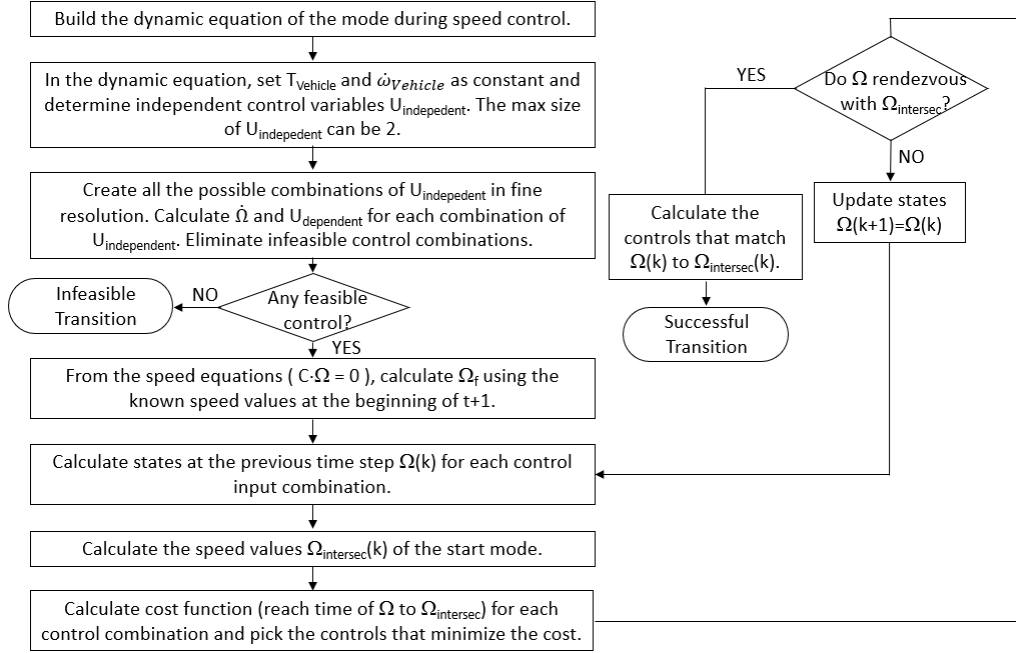 Build the dynamic equation of the mode during speed control.
In the dynamic equation, set T_Vehicle and ω̇_Vehicle as constant and
determine independent control variables U_indepedent. The max size
of U_indepedent can be 2.
Create all the possible combinations of U_indepedent in fine
resolution. Calculate Ω̇ and U_dependent for each combination of
U_independent. Eliminate infeasible control combinations.
Any feasible
control?
NO
Infeasible
Transition
YES
From the speed equations ( C·Ω = 0 ), calculate Ω_f using the
known speed values at the beginning of t+1.
Calculate states at the previous time step Ω(k) for each control
input combination.
Calculate the speed values Ω_intersec(k) of the start mode.
Calculate cost function (reach time of Ω to Ω_intersec) for each
control combination and pick the controls that minimize the cost.
Do Ω rendezvous
with Ω_intersec?
YES
NO
Calculate the
controls that match
Ω(k) to Ω_intersec(k).
Successful
Transition
Update states
Ω(k+1)=Ω(k)